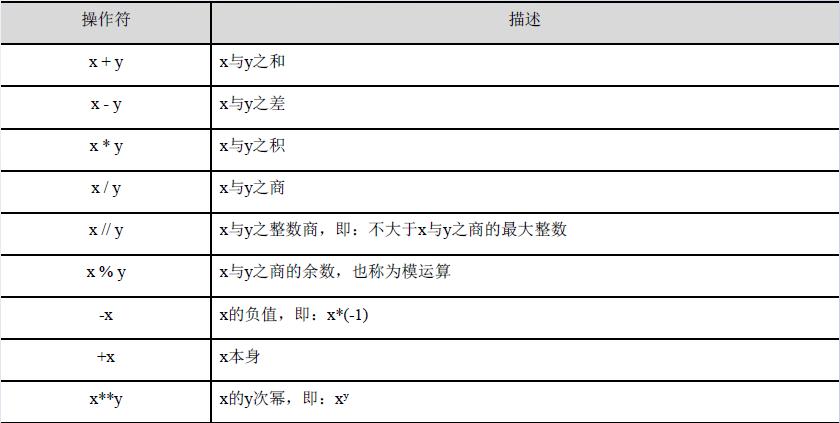 操作符 描述
x + y x与y之和
x - y x与y之差
x * y x与y之积
x / y x与y之商
x // y x与y之整数商，即：不大于x与y之商的最大整数
x % y x与y之商的余数，也称为模运算
-x x的负值，即：x*(-1)
+x x本身
x**y x的y次幂，即：xʸ